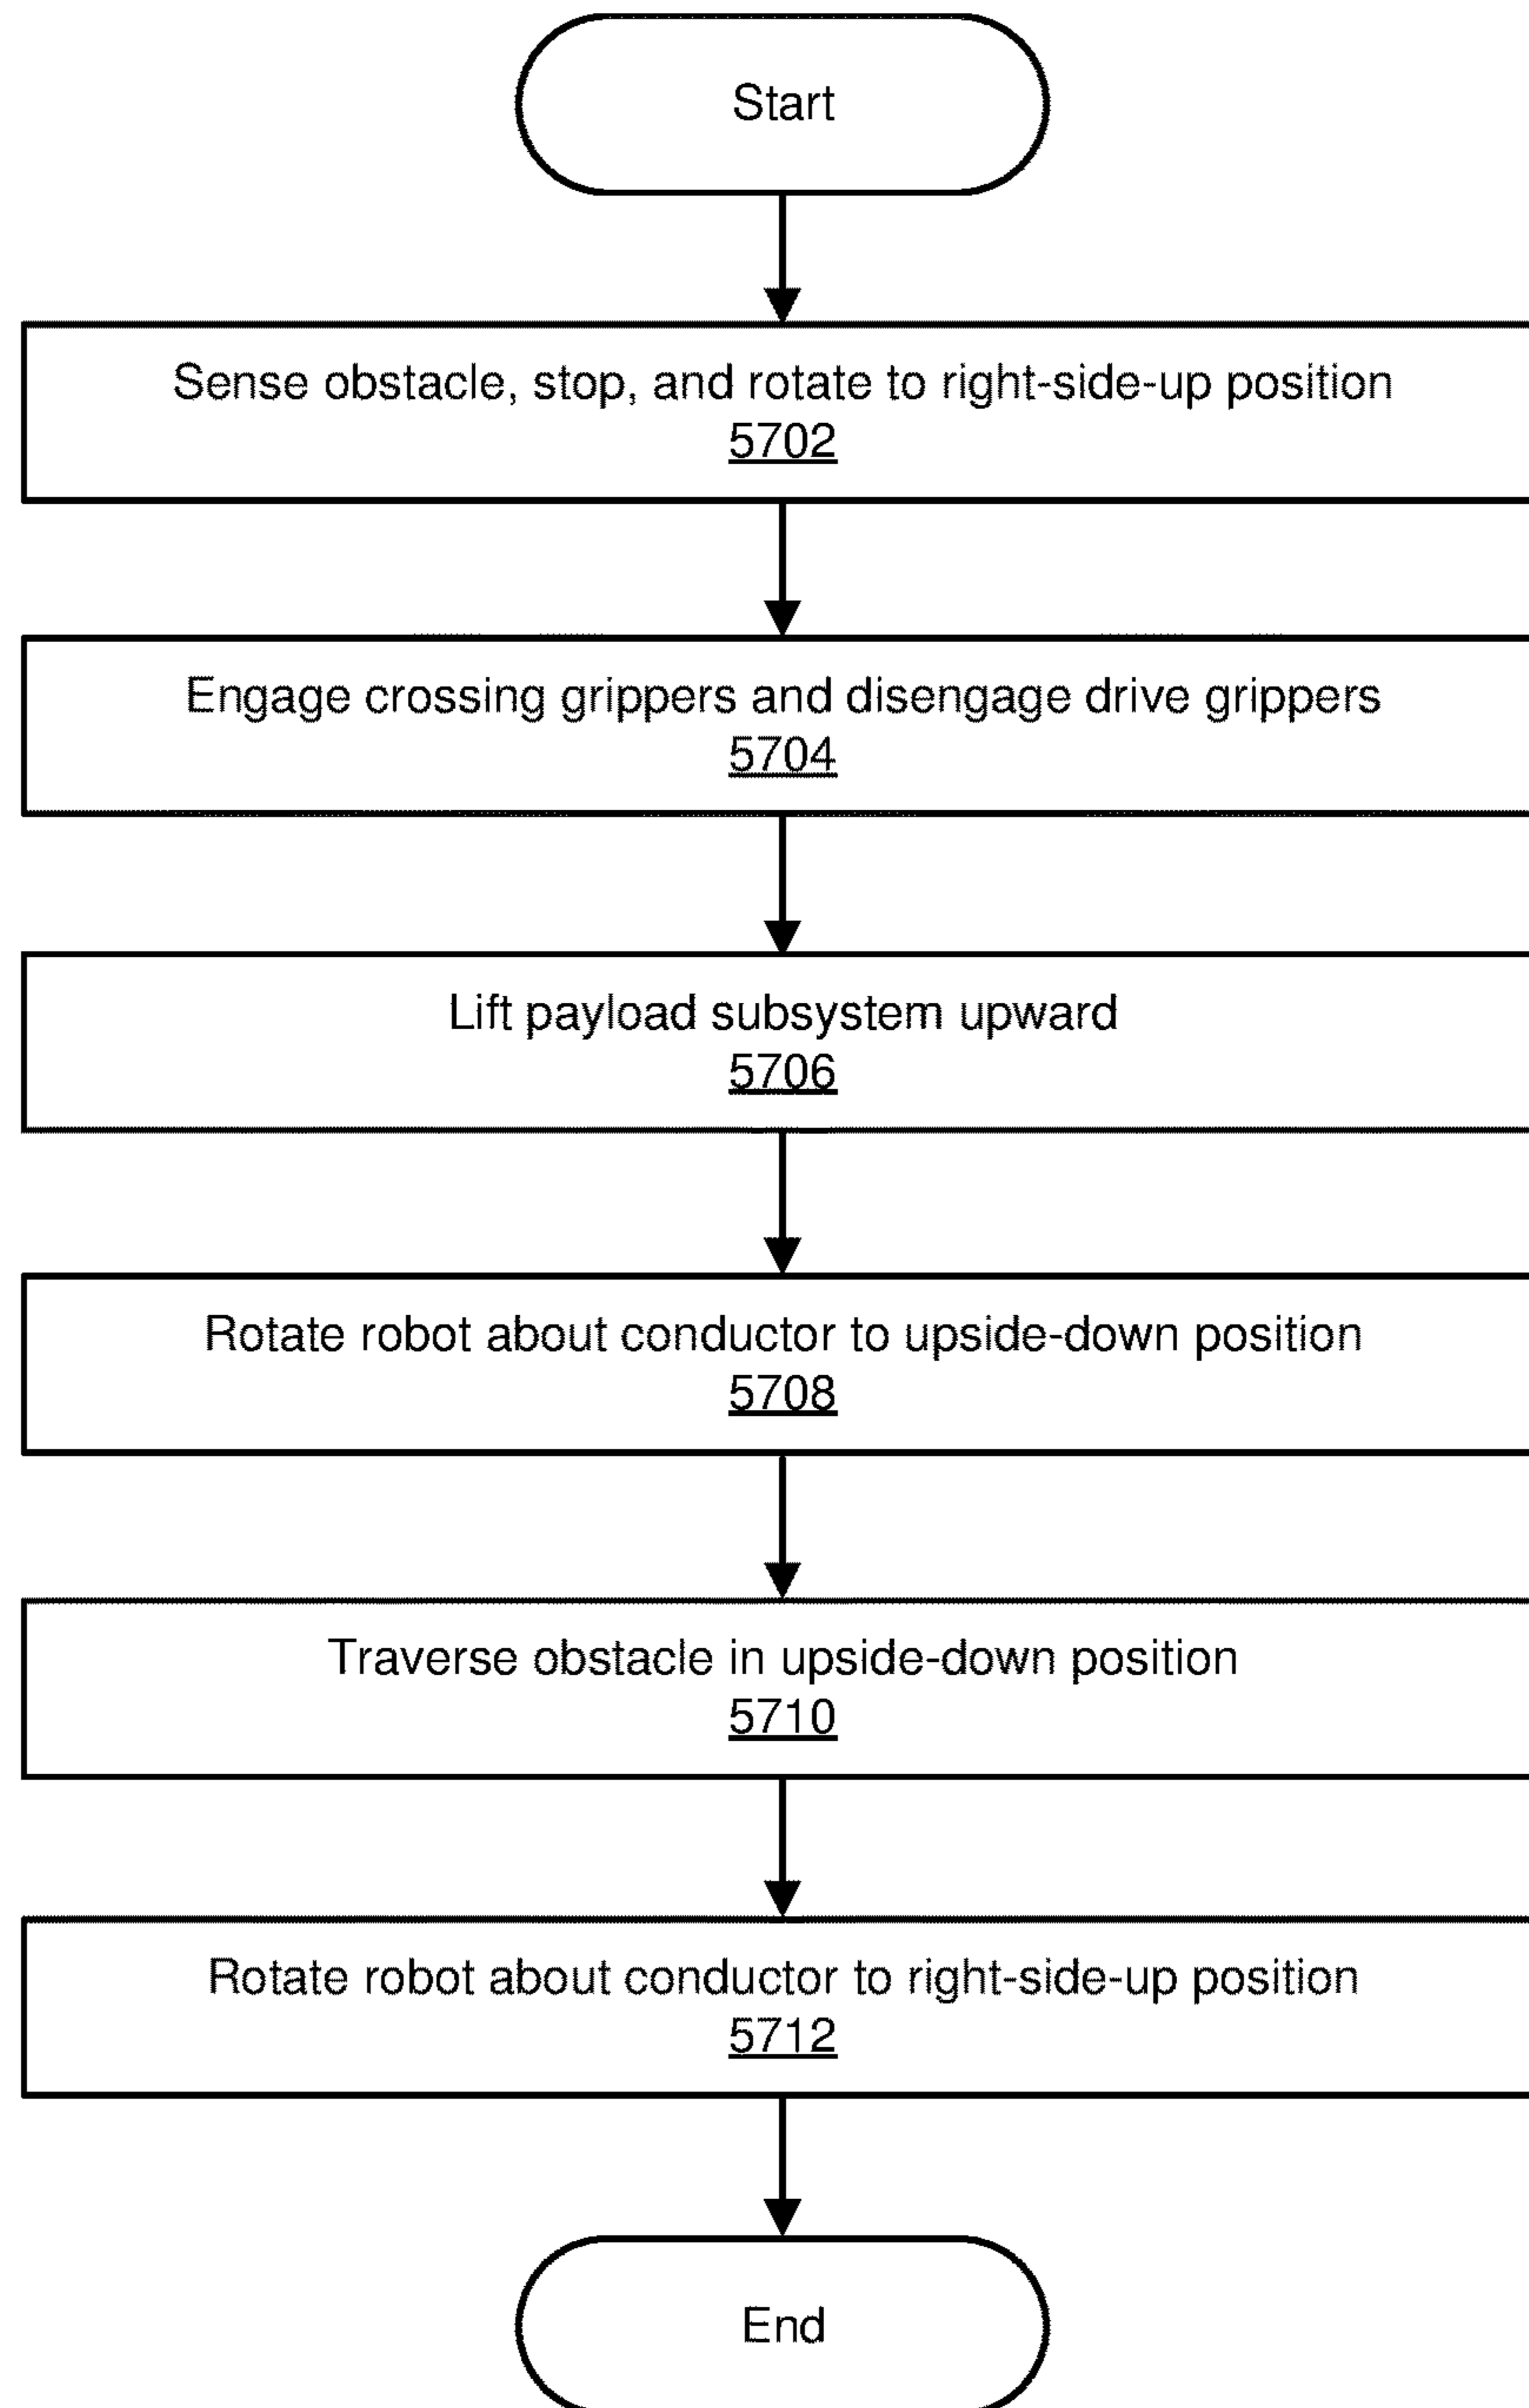 Start
Sense obstacle, stop, and rotate to right-side-up position
5702
Engage crossing grippers and disengage drive grippers
5704
Lift payload subsystem upward
5706
Rotate robot about conductor to upside-down position
5708
Traverse obstacle in upside-down position
5710
Rotate robot about conductor to right-side-up position
5712
End